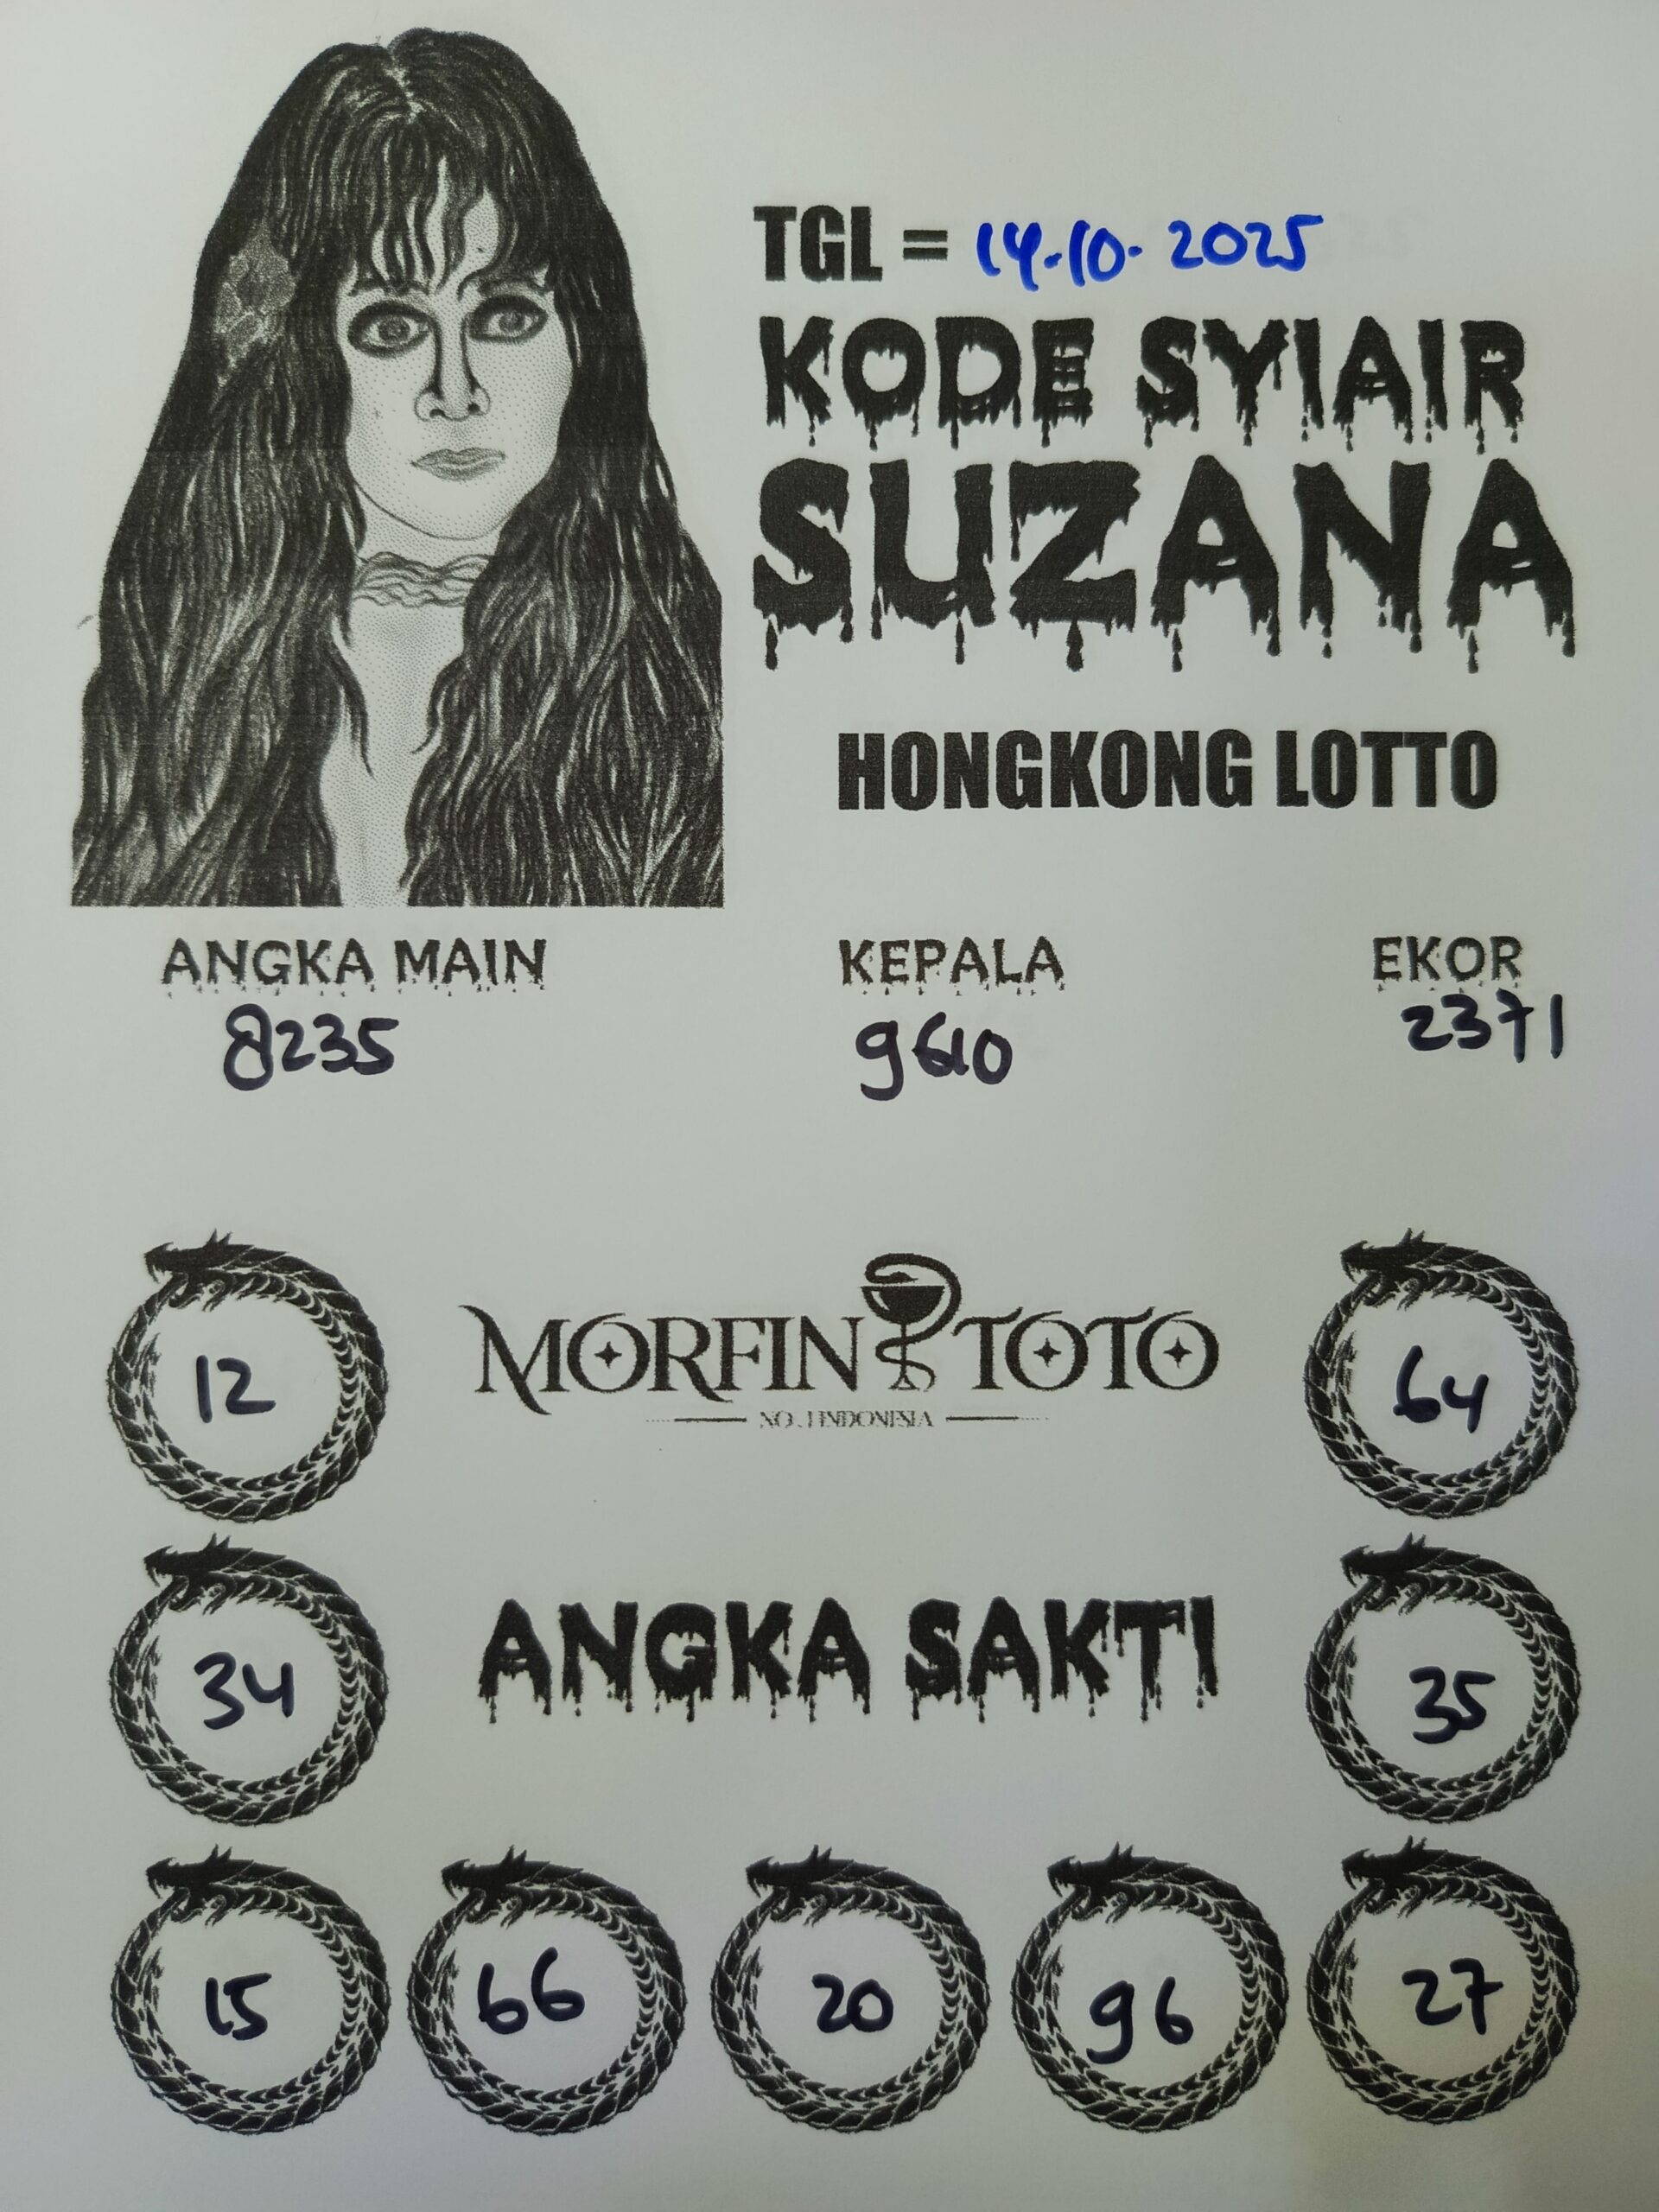 TGL = 14.10.2025
KODE SYIAIR
SUZANA
HONGKONG LOTTO
ANGKA MAIN KEPALA EKOR
8235 9610 2371
12 MORFIN TOTO 64
NO.1 INDONESIA
34 ANGKA SAKTI 35
15 66 20 96 27